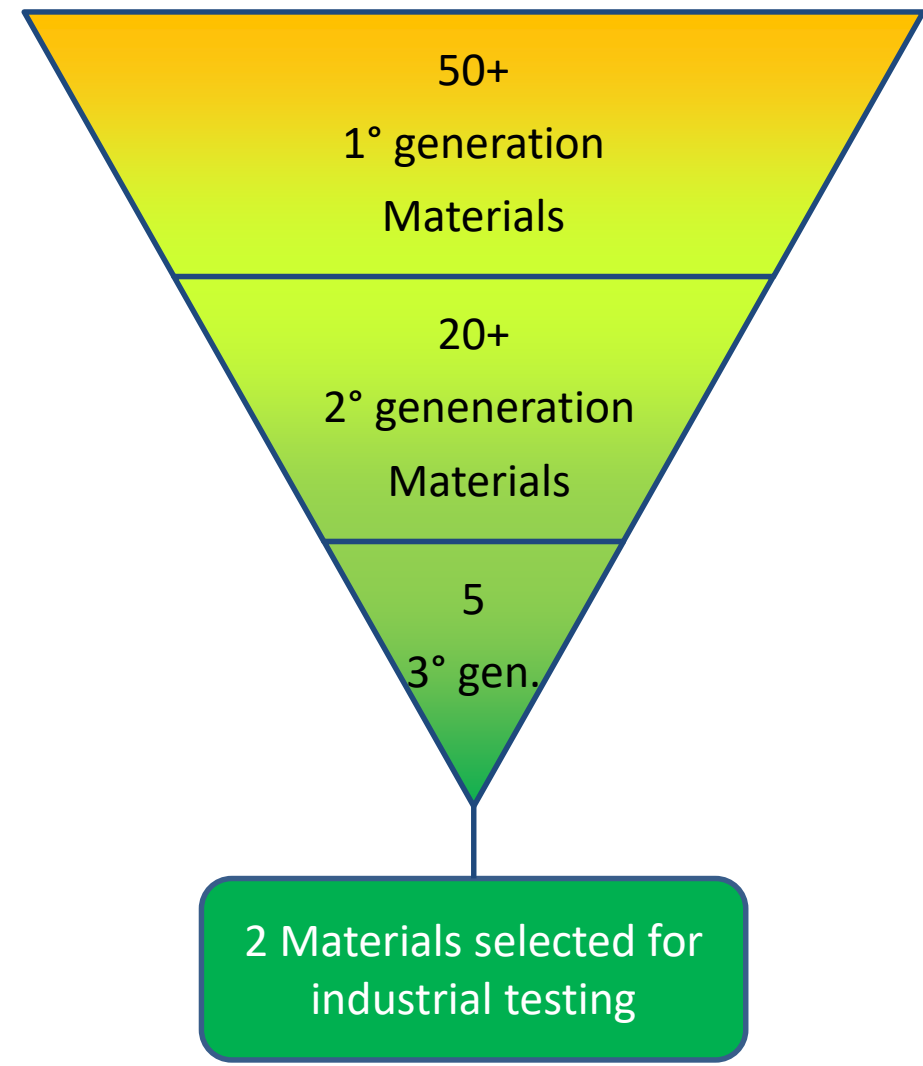 50+
1° generation
Materials
20+
2° geneneration
Materials
5
3° gen.
2 Materials selected for
industrial testing